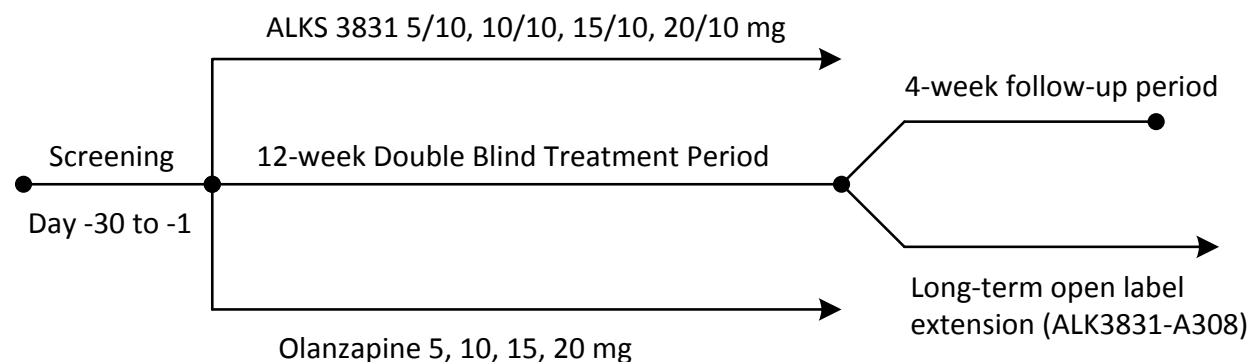 ALKS 3831 5/10, 10/10, 15/10, 20/10 mg
4-week follow-up period
Screening
12-week Double Blind Treatment Period
Day -30 to -1
Long-term open label
extension (ALK3831-A308)
Olanzapine 5, 10, 15, 20 mg